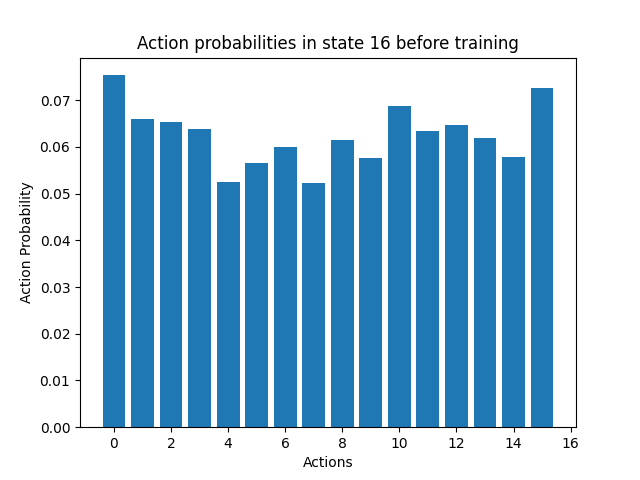 Action probabilities in state 16 before training
0.07
0.06
0.05
0.04
0.03
0.02
0.01
0.00
Action Probability
0 2 4 6 8 10 12 14 16
Actions